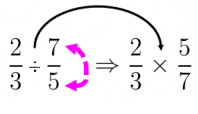 2/3 ÷ 7/5 ⇒ 2/3 × 5/7